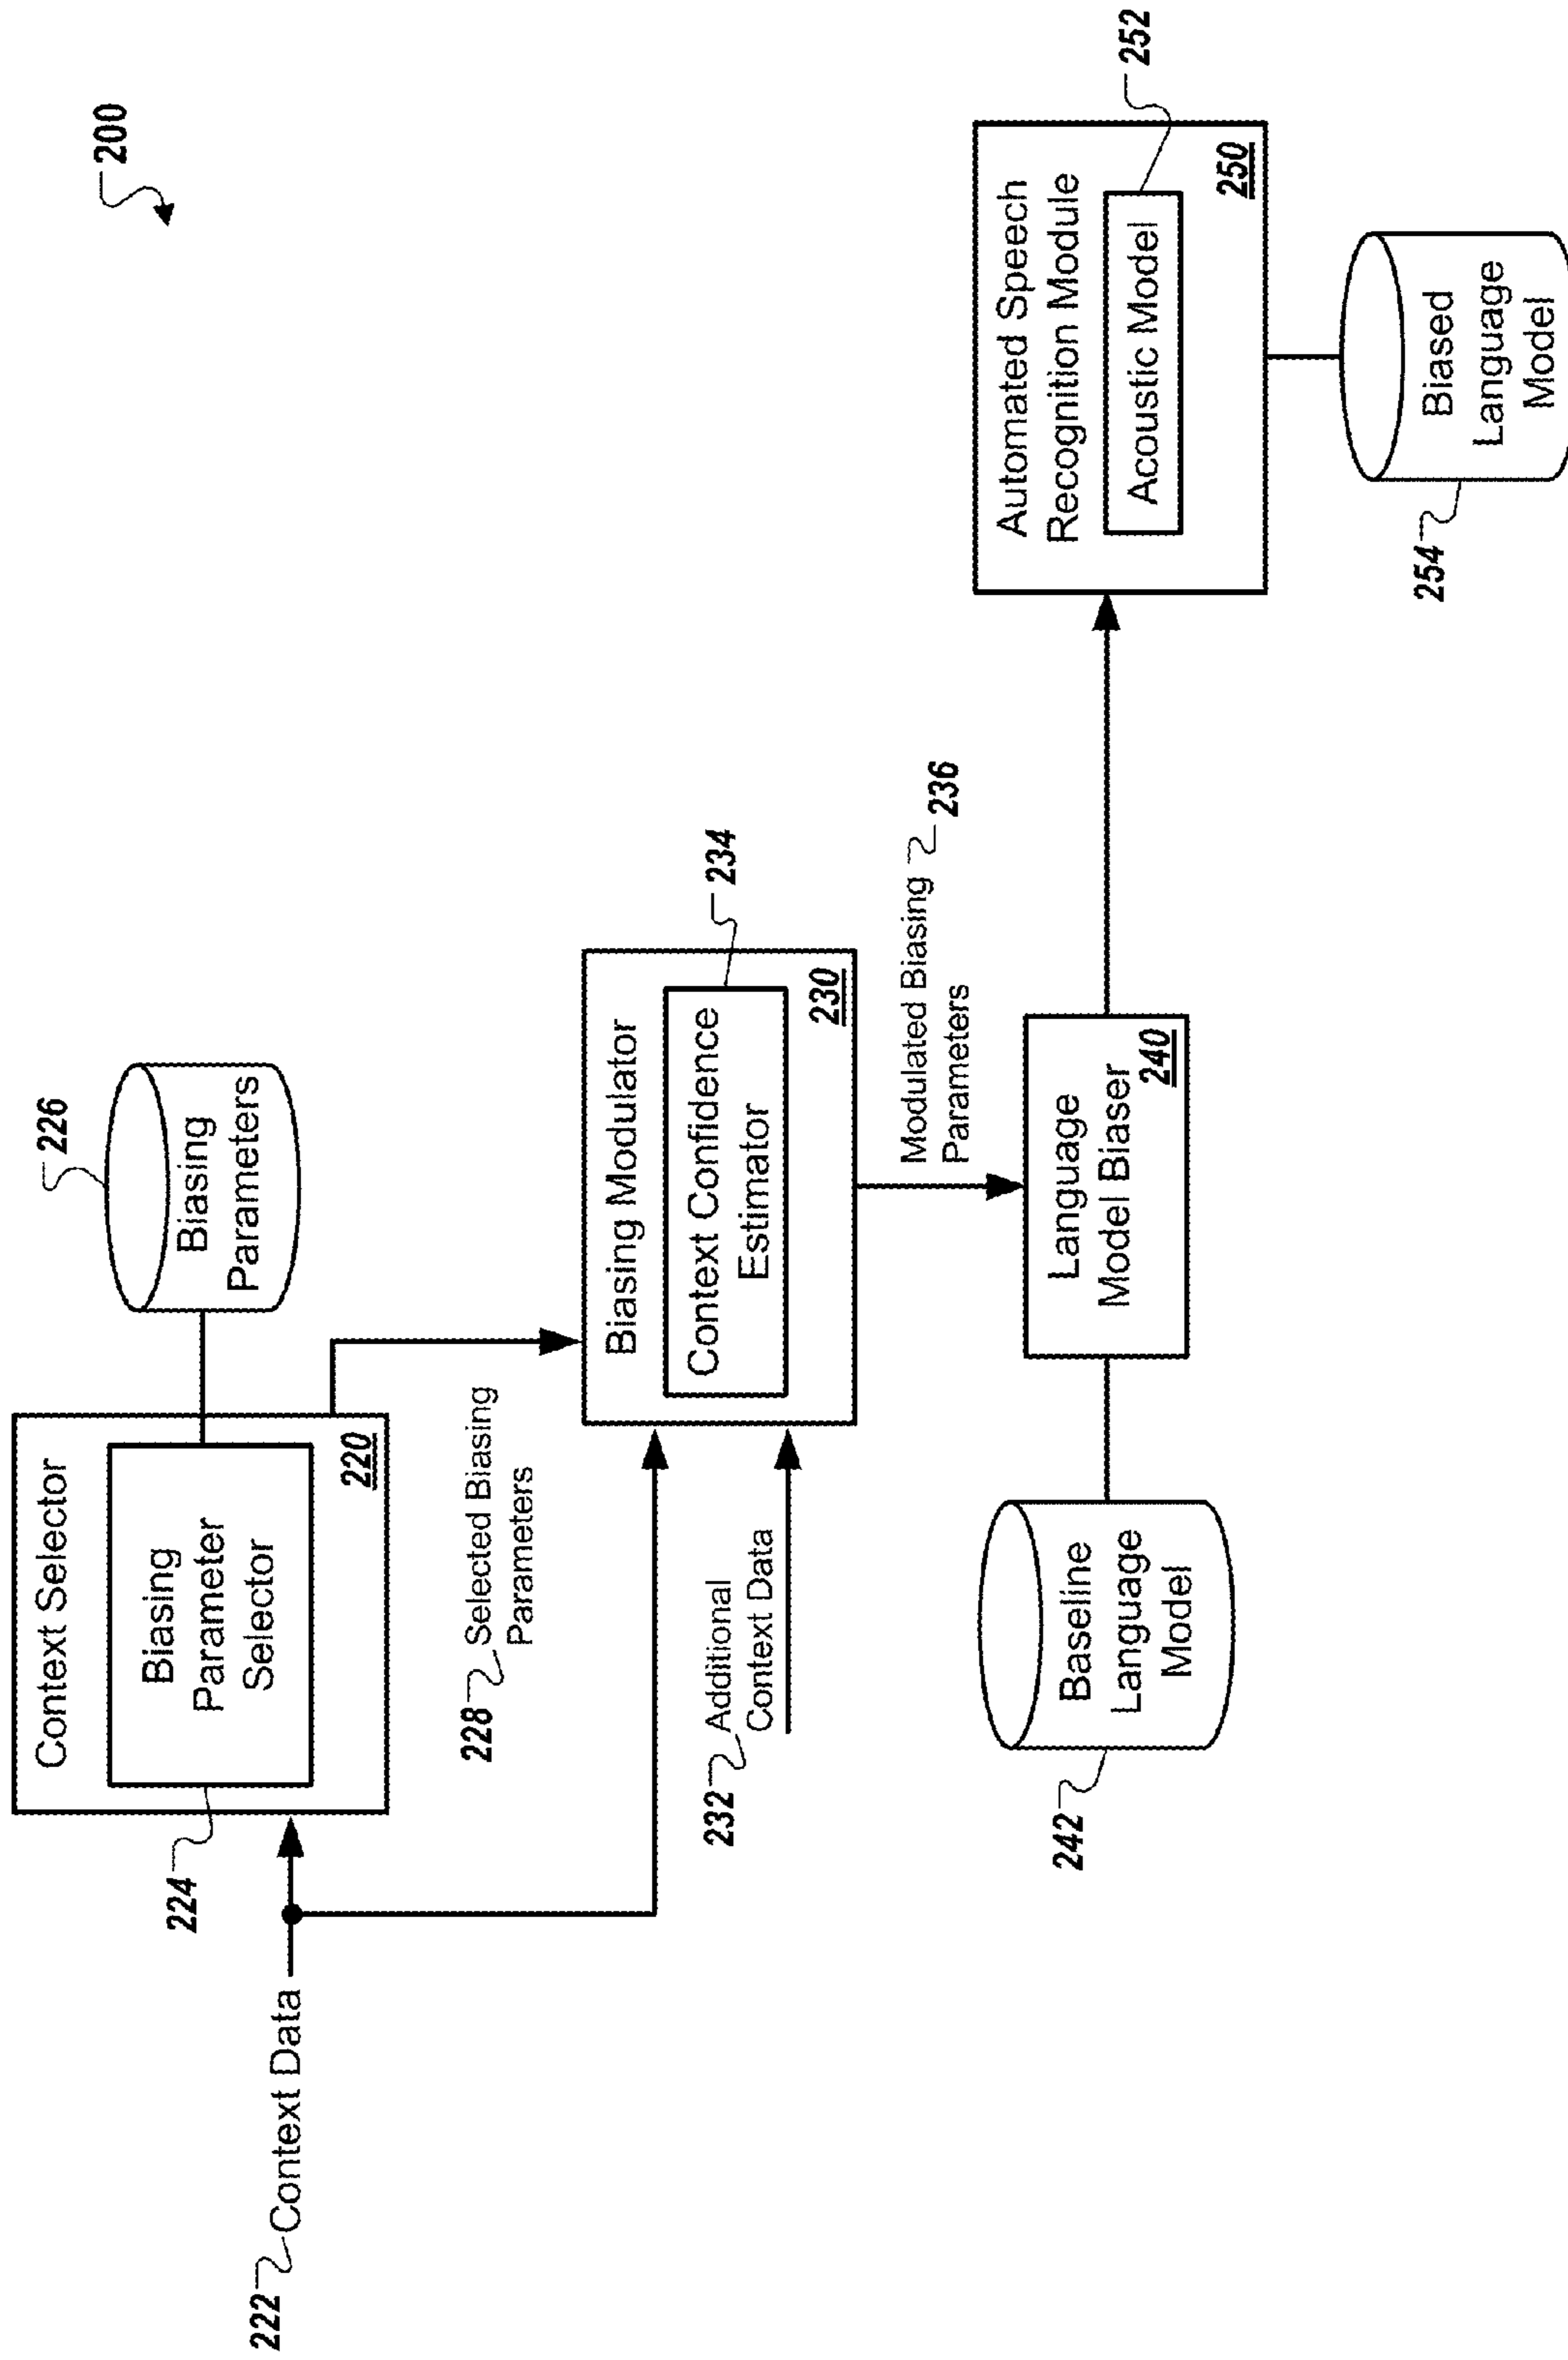 200
Context Selector
Biasing
Parameter
Selector
220
224
226
Biasing
Parameters
222
Context Data
228
Selected Biasing
Parameters
Biasing Modulator
Context Confidence
Estimator
230
234
232
Additional
Context Data
Modulated Biasing
Parameters
236
Language
Model Biaser
240
Baseline
Language
Model
242
Automated Speech
Recognition Module
Acoustic Model
250
252
Biased
Language
Model
254